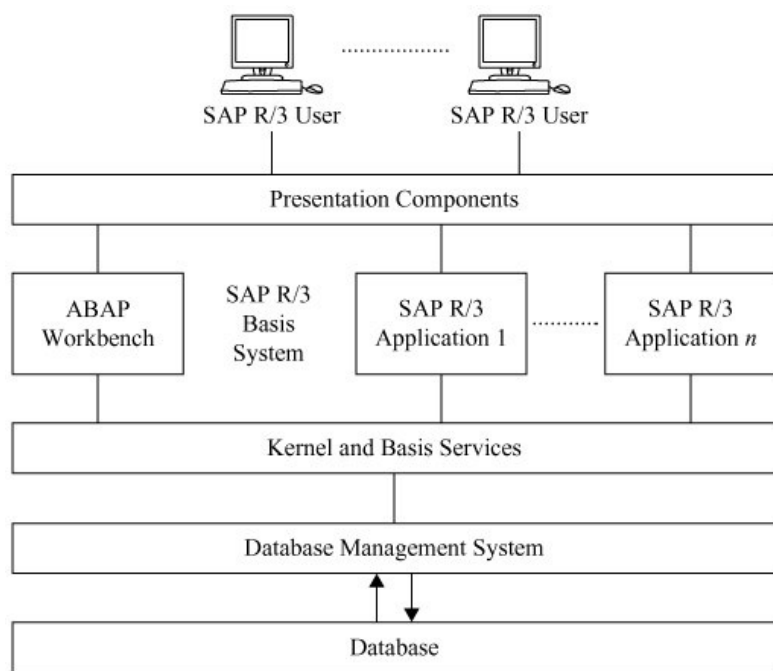 SAP R/3 User
SAP R/3 User
Presentation Components
ABAP
Workbench
SAP R/3
Basis
System
SAP R/3
Application 1
SAP R/3
Application n
Kernel and Basis Services
Database Management System
Database